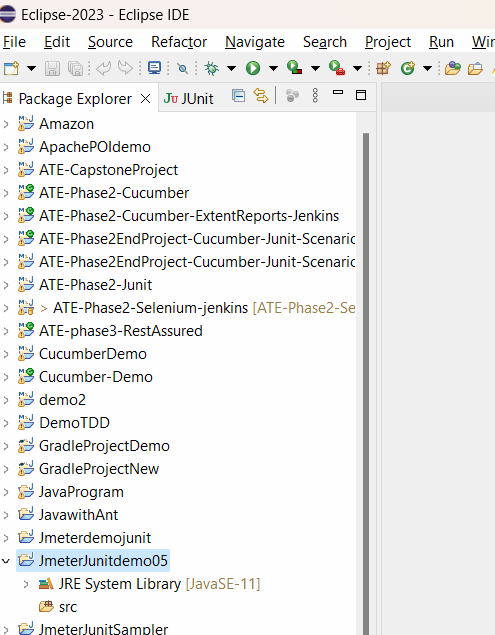 Eclipse-2023 - Eclipse IDE
File Edit Source Refactor Navigate Search Project Run Win
Package Explorer JUnit
Amazon
ApachePOIdemo
ATE-CapstoneProject
ATE-Phase2-Cucumber
ATE-Phase2-Cucumber-ExtentReports-Jenkins
ATE-Phase2EndProject-Cucumber-Junit-Scenaric
ATE-Phase2EndProject-Cucumber-Junit-Scenaric
ATE-Phase2-Junit
> ATE-Phase2-Selenium-jenkins [ATE-Phase2-Se
ATE-phase3-RestAssured
CucumberDemo
Cucumber-Demo
demo2
DemoTDD
GradleProjectDemo
GradleProjectNew
JavaProgram
JavawithAnt
Jmeterdemojunit
JmeterJunitdemo05
JRE System Library [JavaSE-11]
src
JmeterJunitSampler